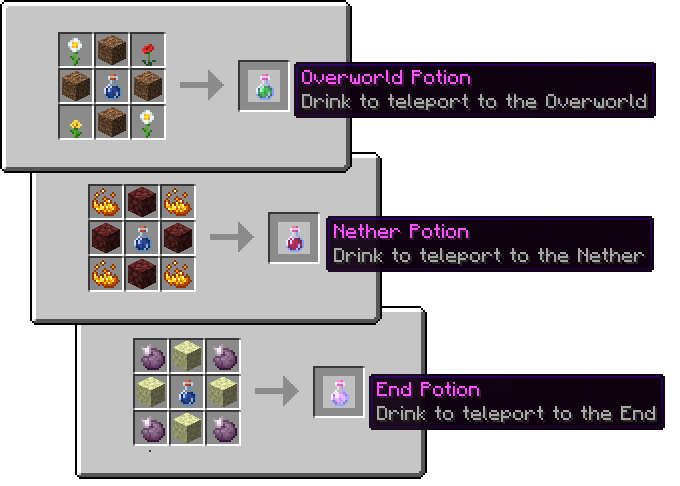 Overworld Potion
Drink to teleport to the Overworld
Nether Potion
Drink to teleport to the Nether
End Potion
Drink to teleport to the End